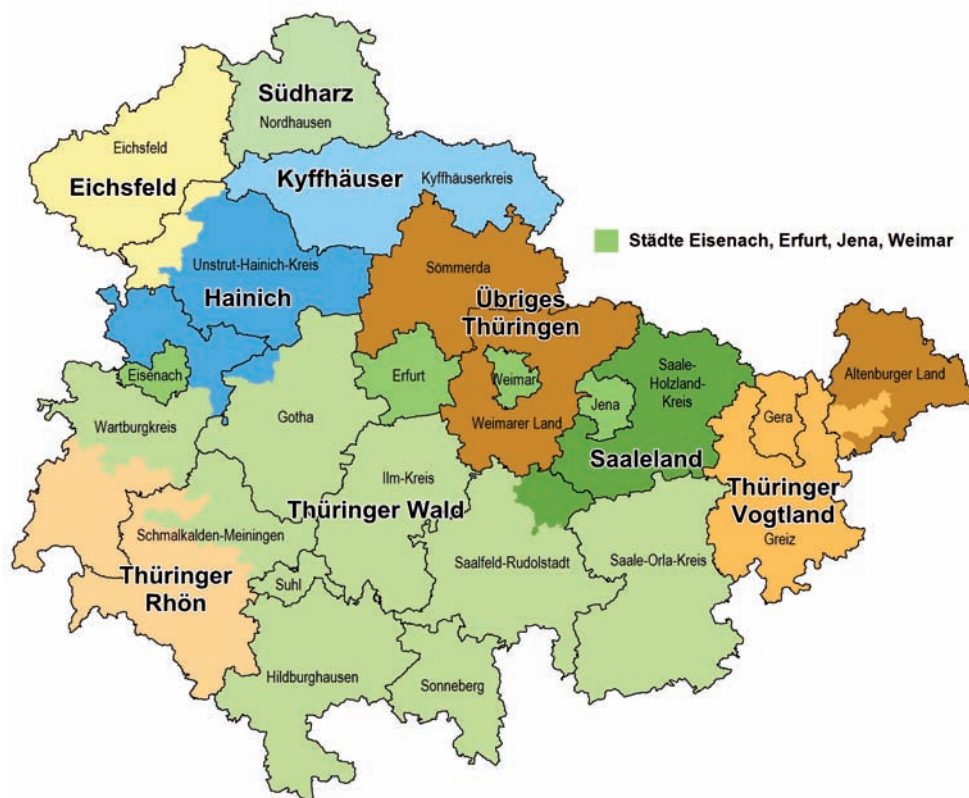 Südharz
Nordhausen
Eichsfeld
Eichsfeld
Kyffhäuser
Kyffhäuserkreis
Städte Eisenach, Erfurt, Jena, Weimar
Unstrut-Hainich-Kreis
Hainich
Sömmerda
Übriges
Thüringen
Eisenach
Erfurt
Weimar
Saale-
Holzland-
Kreis
Altenburger Land
Jena
Gera
Wartburgkreis
Gotha
Weimarer Land
Saaleland
Ilm-Kreis
Thüringer Wald
Thüringer
Vogtland
Greiz
Schmalkalden-Meiningen
Saalfeld-Rudolstadt
Saale-Orla-Kreis
Thüringer
Rhön
Suhl
Hildburghausen
Sonneberg